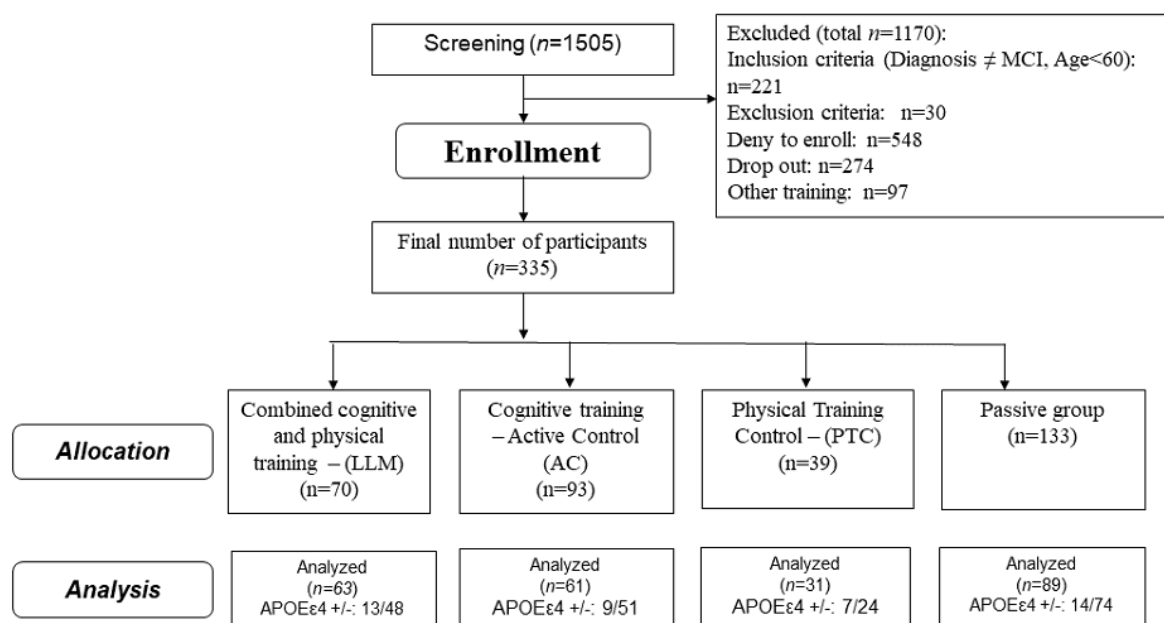 Screening (n=1505)
Excluded (total n=1170):
Inclusion criteria (Diagnosis ≠ MCI, Age<60):
n=221
Exclusion criteria: n=30
Deny to enroll: n=548
Drop out: n=274
Other training: n=97
Enrollment
Final number of participants
(n=335)
Allocation
Combined cognitive
and physical
training – (LLM)
(n=70)
Cognitive training
– Active Control
(AC)
(n=93)
Physical Training
Control – (PTC)
(n=39)
Passive group
(n=133)
Analysis
Analyzed
(n=63)
APOEε4 +/-: 13/48
Analyzed
(n=61)
APOEε4 +/-: 9/51
Analyzed
(n=31)
APOEε4 +/-: 7/24
Analyzed
(n=89)
APOEε4 +/-: 14/74